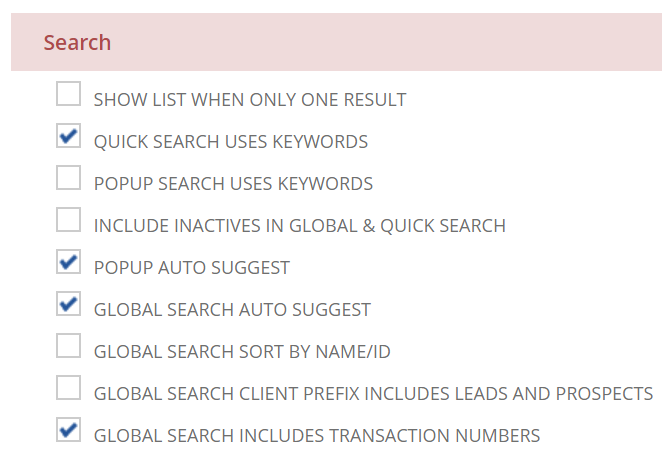 Search
SHOW LIST WHEN ONLY ONE RESULT
QUICK SEARCH USES KEYWORDS
POPUP SEARCH USES KEYWORDS
INCLUDE INACTIVES IN GLOBAL & QUICK SEARCH
POPUP AUTO SUGGEST
GLOBAL SEARCH AUTO SUGGEST
GLOBAL SEARCH SORT BY NAME/ID
GLOBAL SEARCH CLIENT PREFIX INCLUDES LEADS AND PROSPECTS
GLOBAL SEARCH INCLUDES TRANSACTION NUMBERS